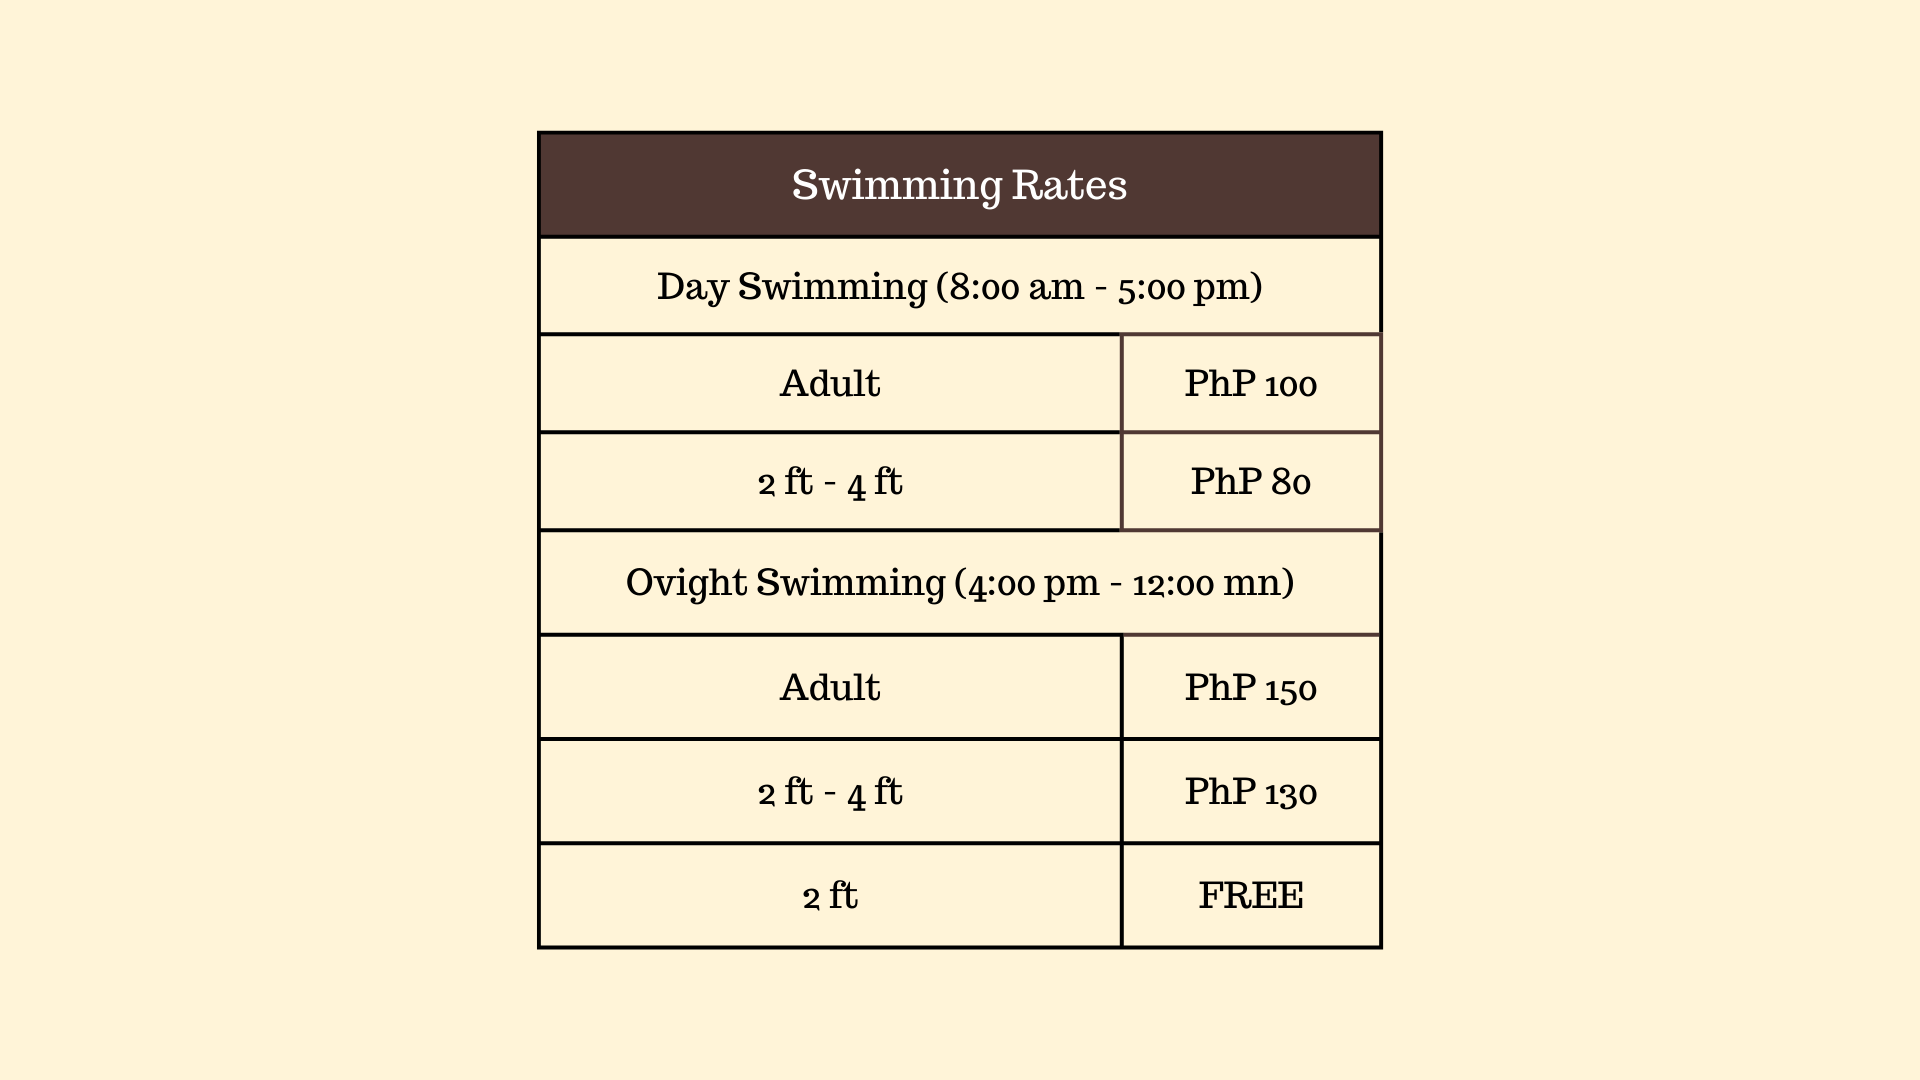 Swimming Rates
Day Swimming (8:00 am - 5:00 pm)
Adult PhP 100
2 ft - 4 ft PhP 80
Ovight Swimming (4:00 pm - 12:00 mn)
Adult PhP 150
2 ft - 4 ft PhP 130
2 ft FREE